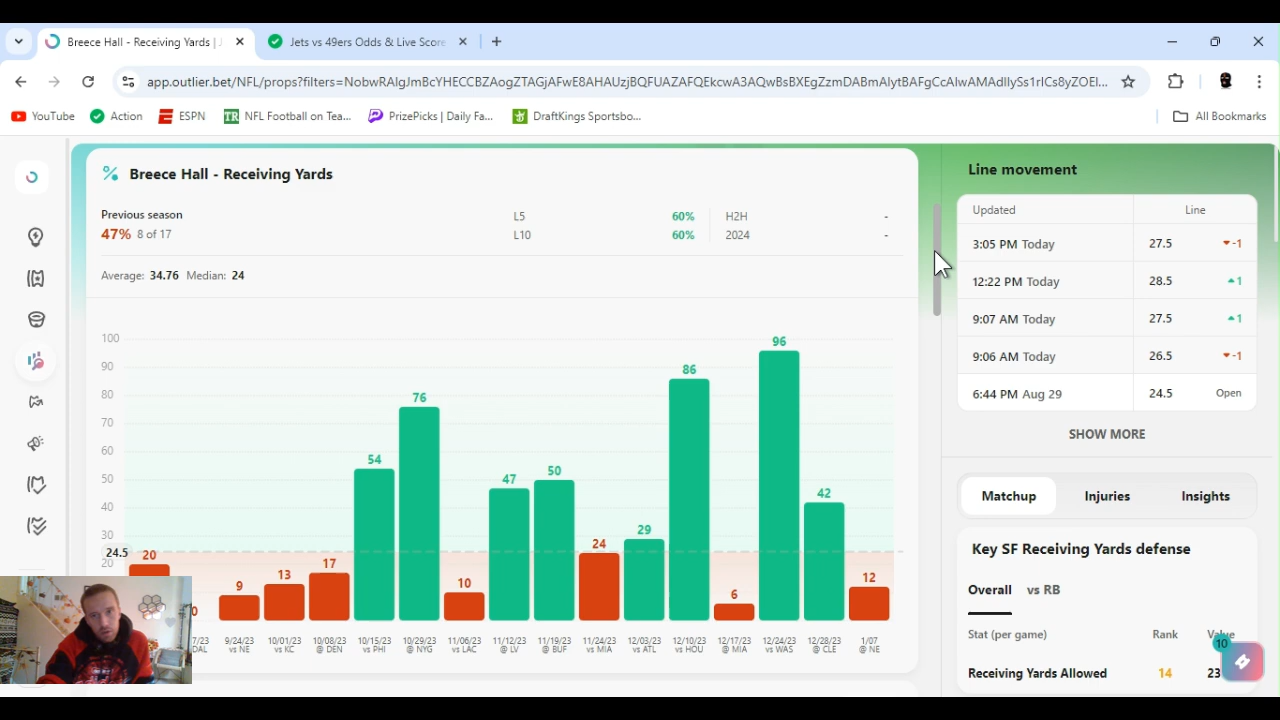 Breece Hall - Receiving Yards | J
Jets vs 49ers Odds & Live Score
app.outlier.bet/NFL/props?filters=NobwRAlgJmBcYHECCBZAogZTAGjAFwE8AHAUzjBQFUAZAFQEkcwA3AQwBsBXEgZzmDABmAlytBAFgCcAlwAMAdllySs1rICs8yZOEl...
YouTube
Action
ESPN
NFL Football on Tea...
PrizePicks | Daily Fa...
DraftKings Sportsbo...
All Bookmarks
Breece Hall - Receiving Yards
Previous season
47% 8 of 17
L5 60%
L10 60%
H2H -
2024 -
Average: 34.76 Median: 24
100
90
80
70
60
50
40
30
24.5
20
20
0
9
13
17
54
76
10
47
50
24
29
86
6
96
42
12
7/23 DAL
9/24/23 vs NE
10/01/23 vs KC
10/08/23 @ DEN
10/15/23 vs PHI
10/29/23 @ NYG
11/06/23 vs LAC
11/12/23 @ LV
11/19/23 @ BUF
11/24/23 vs MIA
12/03/23 vs ATL
12/10/23 vs HOU
12/17/23 @ MIA
12/24/23 vs WAS
12/28/23 @ CLE
1/07 @ NE
Line movement
Updated Line
3:05 PM Today 27.5 -1
12:22 PM Today 28.5 1
9:07 AM Today 27.5 1
9:06 AM Today 26.5 -1
6:44 PM Aug 29 24.5 Open
SHOW MORE
Matchup Injuries Insights
Key SF Receiving Yards defense
Overall vs RB
Stat (per game) Rank Value
10
Receiving Yards Allowed 14 23